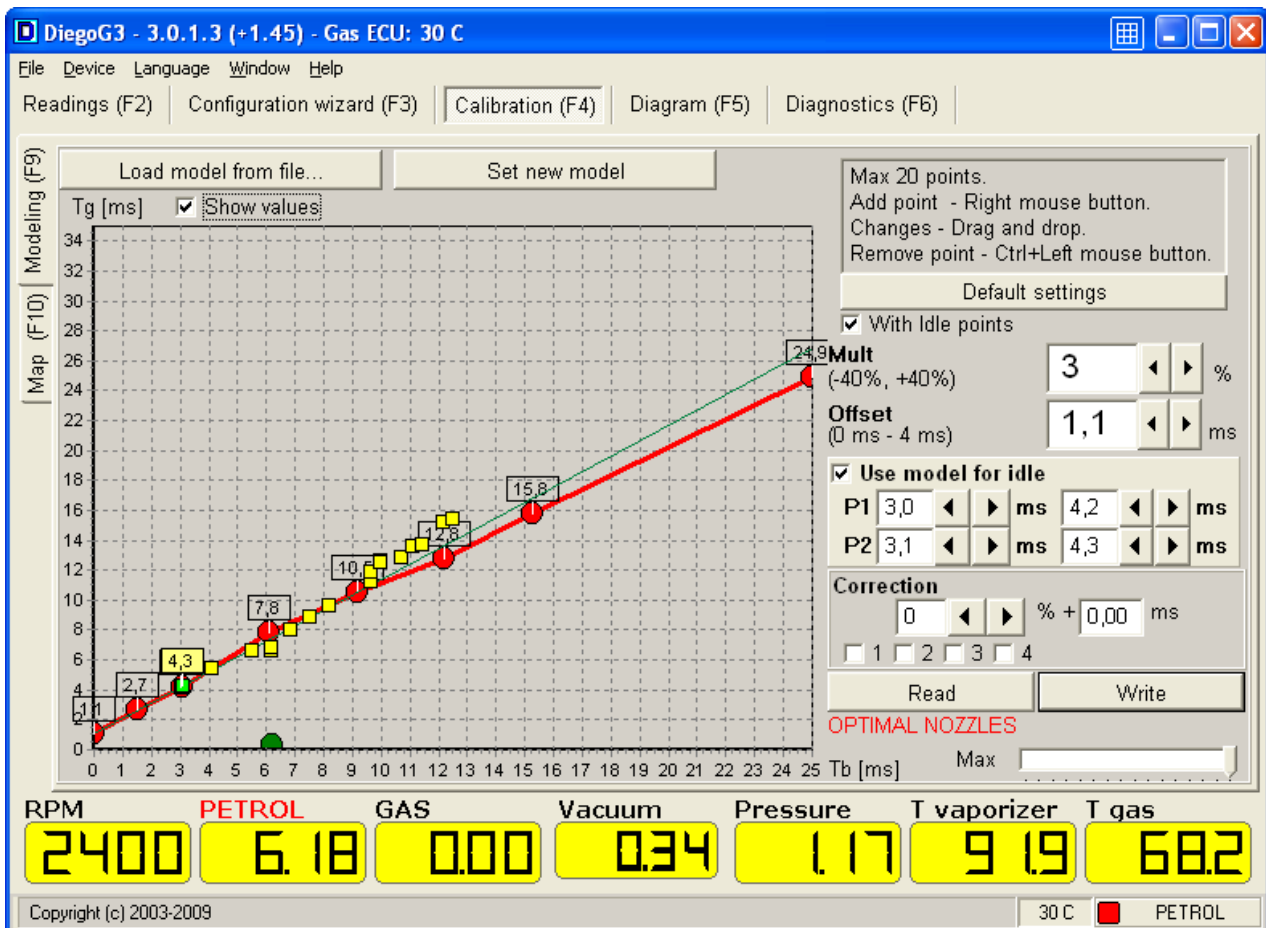 DiegoG3 - 3.0.1.3 (+1.45) - Gas ECU: 30 C
File Device Language Window Help
Readings (F2) Configuration wizard (F3) Calibration (F4) Diagram (F5) Diagnostics (F6)
Modeling (F9)
Map (F10)
Load model from file... Set new model
Tg [ms] Show values
34
32
30
28
26
24
22
20
18
16
14
12
10
8
6
4
2
0
1,1
2,7
4,3
7,8
10,5
12,8
15,8
24,9
0 1 2 3 4 5 6 7 8 9 10 11 12 13 14 15 16 17 18 19 20 21 22 23 24 25 Tb [ms]
Max 20 points.
Add point - Right mouse button.
Changes - Drag and drop.
Remove point - Ctrl+Left mouse button.
Default settings
With Idle points
Mult 3 %
(-40%, +40%)
Offset 1,1 ms
(0 ms - 4 ms)
Use model for idle
P1 3,0 ms 4,2 ms
P2 3,1 ms 4,3 ms
Correction
0 % + 0,00 ms
1 2 3 4
Read Write
OPTIMAL NOZZLES
Max
RPM PETROL GAS Vacuum Pressure T vaporizer T gas
2400 6.18 0.00 0.34 1.17 91.9 68.2
Copyright (c) 2003-2009 30 C PETROL